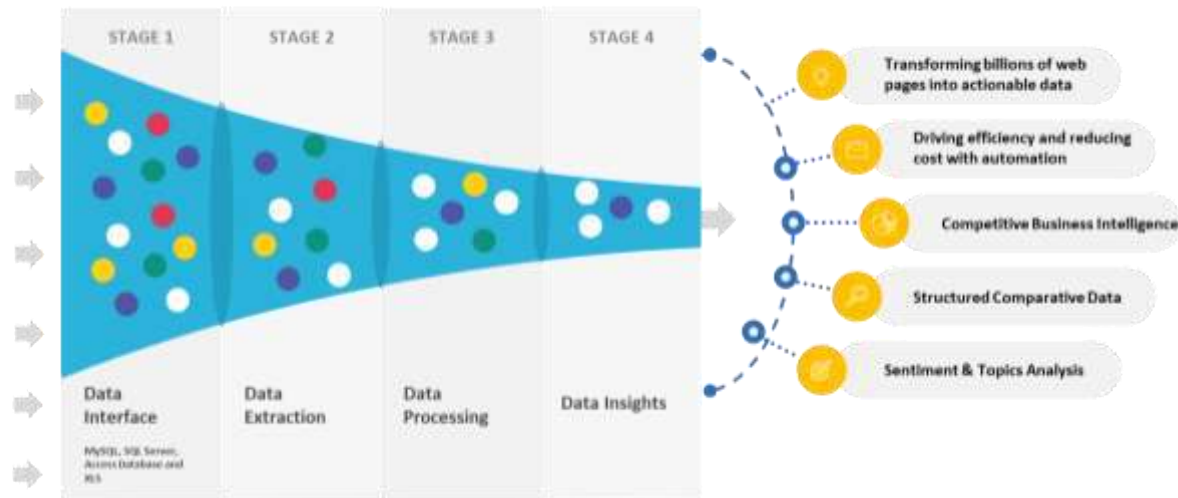 STAGE 1
STAGE 2
STAGE 3
STAGE 4
Data
Interface
MySQL, SQL Server,
Access Database and
XLS
Data
Extraction
Data
Processing
Data Insights
Transforming billions of web
pages into actionable data
Driving efficiency and reducing
cost with automation
Competitive Business Intelligence
Structured Comparative Data
Sentiment & Topics Analysis